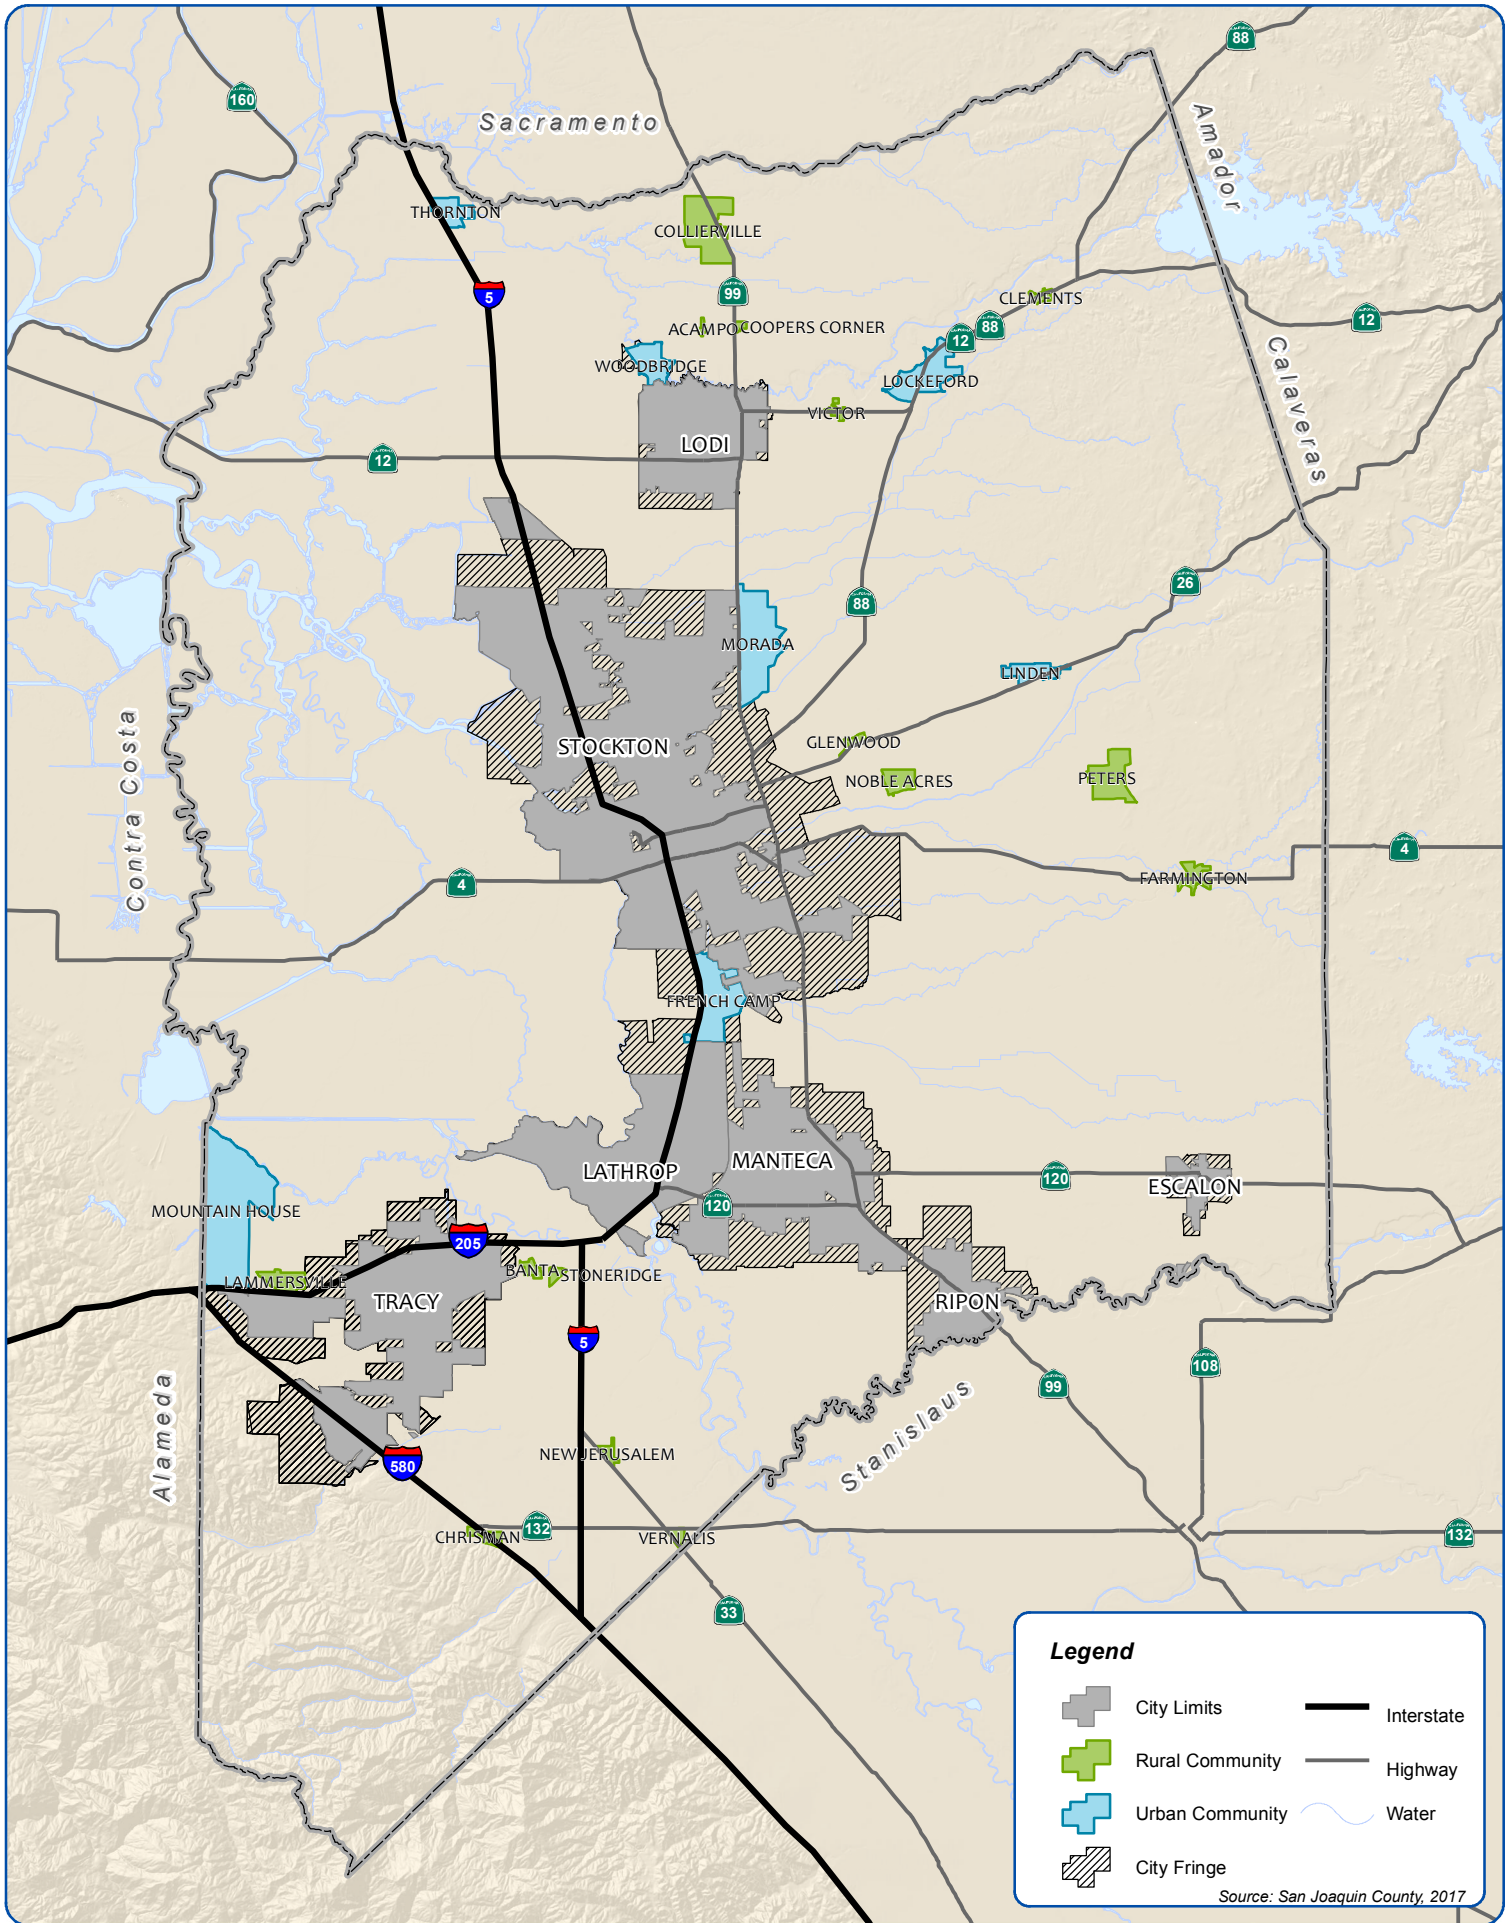 88
160
Sacramento
Amador
THORNTON
COLLIERVILLE
5
99
CLEMENTS
12
88
12
ACAMPO
COOPERS CORNER
WOODBRIDGE
LOCKEFORD
Calaveras
VICTOR
LODI
12
26
88
MORADA
LINDEN
GLENWOOD
STOCKTON
NOBLE ACRES
PETERS
Contra Costa
4
4
FARMINGTON
FRENCH CAMP
MANTECA
LATHROP
120
ESCALON
120
MOUNTAIN HOUSE
205
BANTA
STONERIDGE
LAMMERSVILLE
TRACY
RIPON
5
108
99
Alameda
Stanislaus
NEW JERUSALEM
580
CHRISMAN
132
VERNALIS
132
33
Legend
City Limits
Interstate
Rural Community
Highway
Urban Community
Water
City Fringe
Source: San Joaquin County, 2017